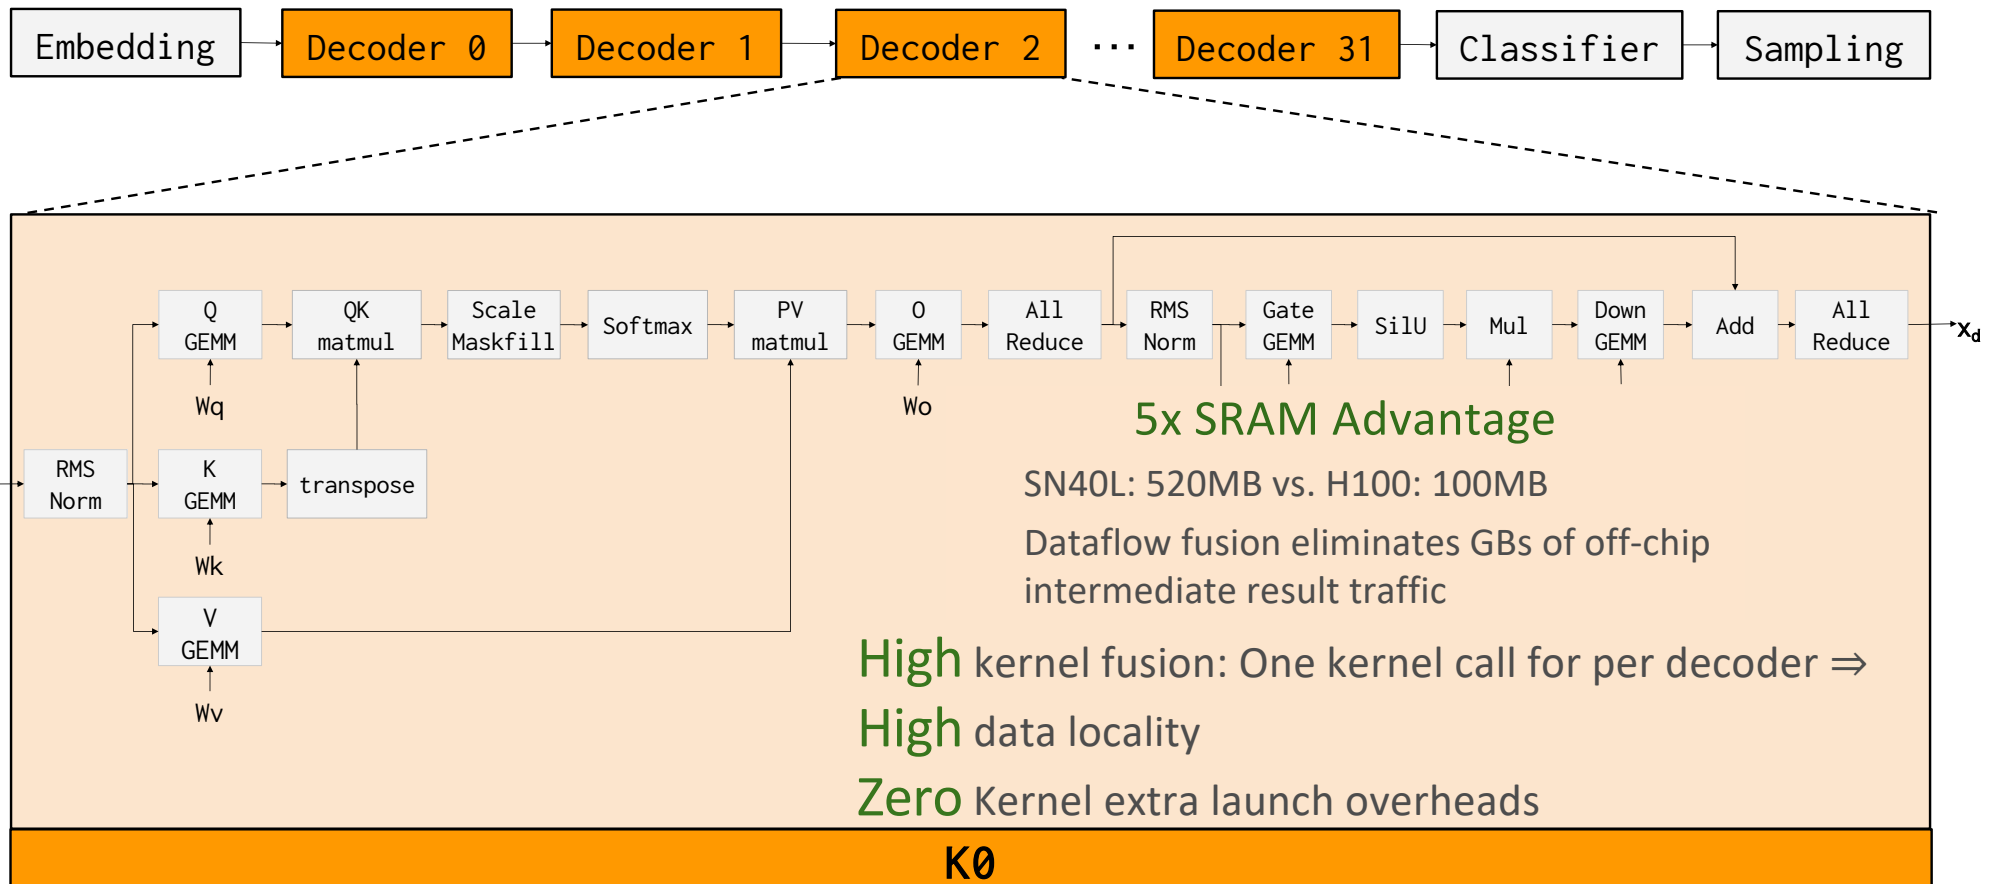 Embedding
Decoder 0
Decoder 1
Decoder 2
...
Decoder 31
Classifier
Sampling
Q
GEMM
QK
matmul
Scale
Maskfill
Softmax
PV
matmul
O
GEMM
All
Reduce
RMS
Norm
Gate
GEMM
SilU
Mul
Down
GEMM
Add
All
Reduce
xd
Wq
Wo
RMS
Norm
K
GEMM
transpose
Wk
V
GEMM
Wv
5x SRAM Advantage
SN40L: 520MB vs. H100: 100MB
Dataflow fusion eliminates GBs of off-chip
intermediate result traffic
High kernel fusion: One kernel call for per decoder ⇒
High data locality
Zero Kernel extra launch overheads
K0